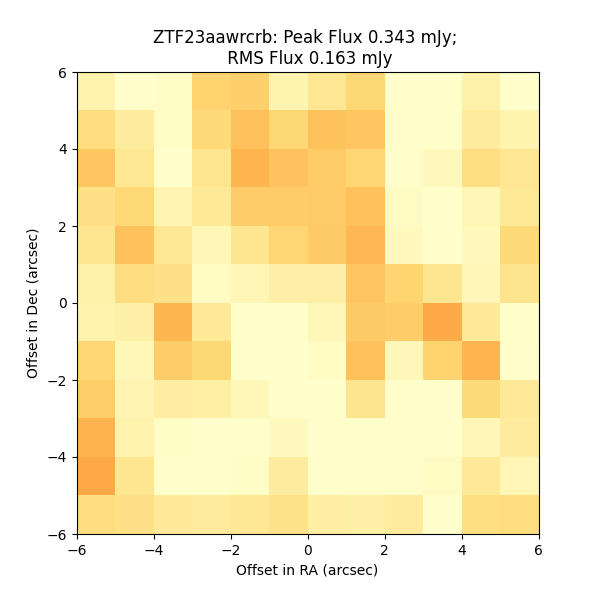 ZTF23aawrcrb: Peak Flux 0.343 mJy;
RMS Flux 0.163 mJy
6
4
2
0
−2
−4
−6
Offset in Dec (arcsec)
−6 −4 −2 0 2 4 6
Offset in RA (arcsec)